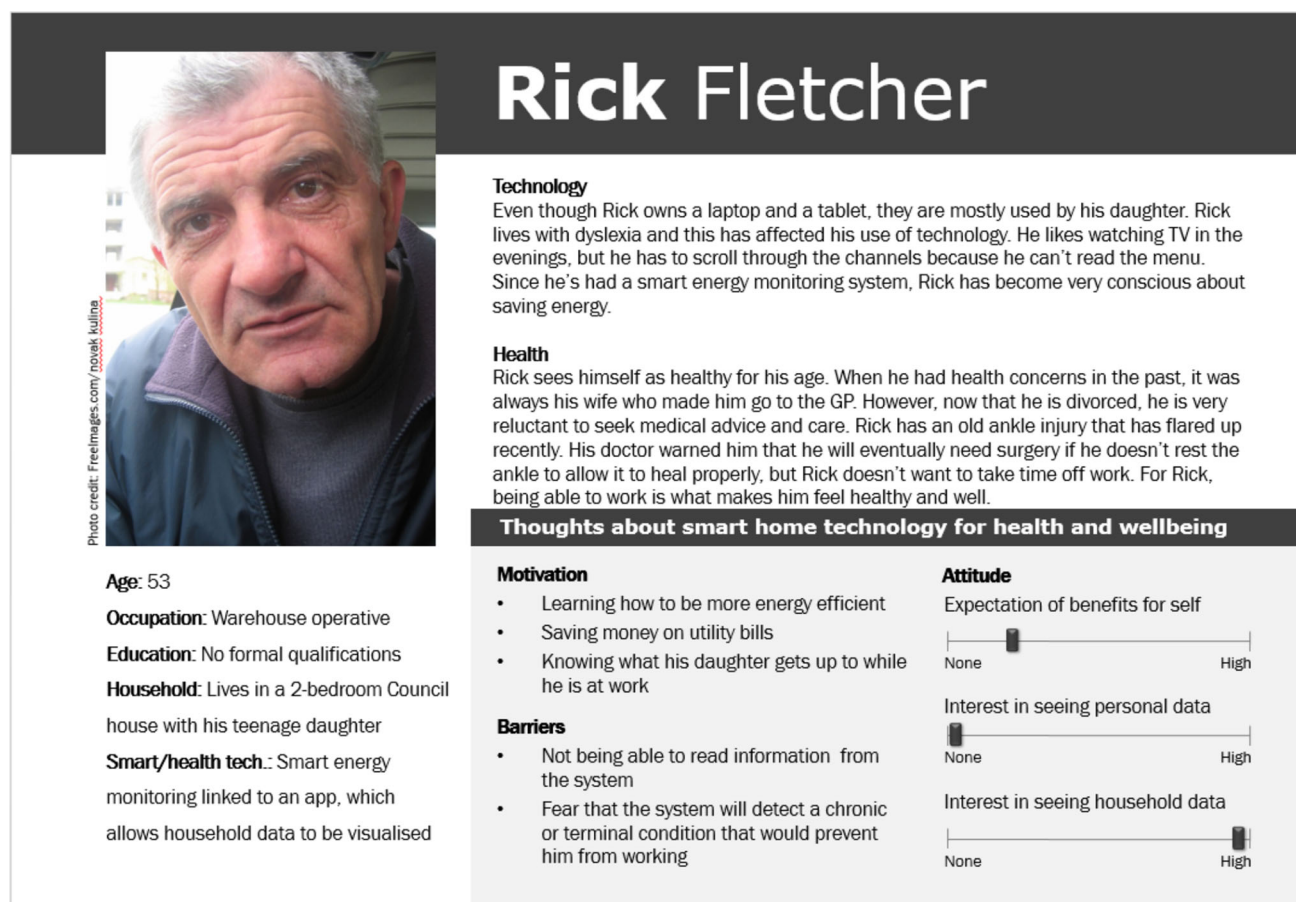 Rick Fletcher
Technology
Even though Rick owns a laptop and a tablet, they are mostly used by his daughter. Rick
lives with dyslexia and this has affected his use of technology. He likes watching TV in the
evenings, but he has to scroll through the channels because he can't read the menu.
Since he's had a smart energy monitoring system, Rick has become very conscious about
saving energy.
Health
Rick sees himself as healthy for his age. When he had health concerns in the past, it was
always his wife who made him go to the GP. However, now that he is divorced, he is very
reluctant to seek medical advice and care. Rick has an old ankle injury that has flared up
recently. His doctor warned him that he will eventually need surgery if he doesn't rest the
ankle to allow it to heal properly, but Rick doesn't want to take time off work. For Rick,
being able to work is what makes him feel healthy and well.
Photo credit: FreeImages.com/novak kulina
Age: 53
Occupation: Warehouse operative
Education: No formal qualifications
Household: Lives in a 2-bedroom Council
house with his teenage daughter
Smart/health tech.: Smart energy
monitoring linked to an app, which
allows household data to be visualised
Thoughts about smart home technology for health and wellbeing
Motivation
• Learning how to be more energy efficient
• Saving money on utility bills
• Knowing what his daughter gets up to while
he is at work
Barriers
• Not being able to read information from
the system
• Fear that the system will detect a chronic
or terminal condition that would prevent
him from working
Attitude
Expectation of benefits for self
None High
Interest in seeing personal data
None High
Interest in seeing household data
None High